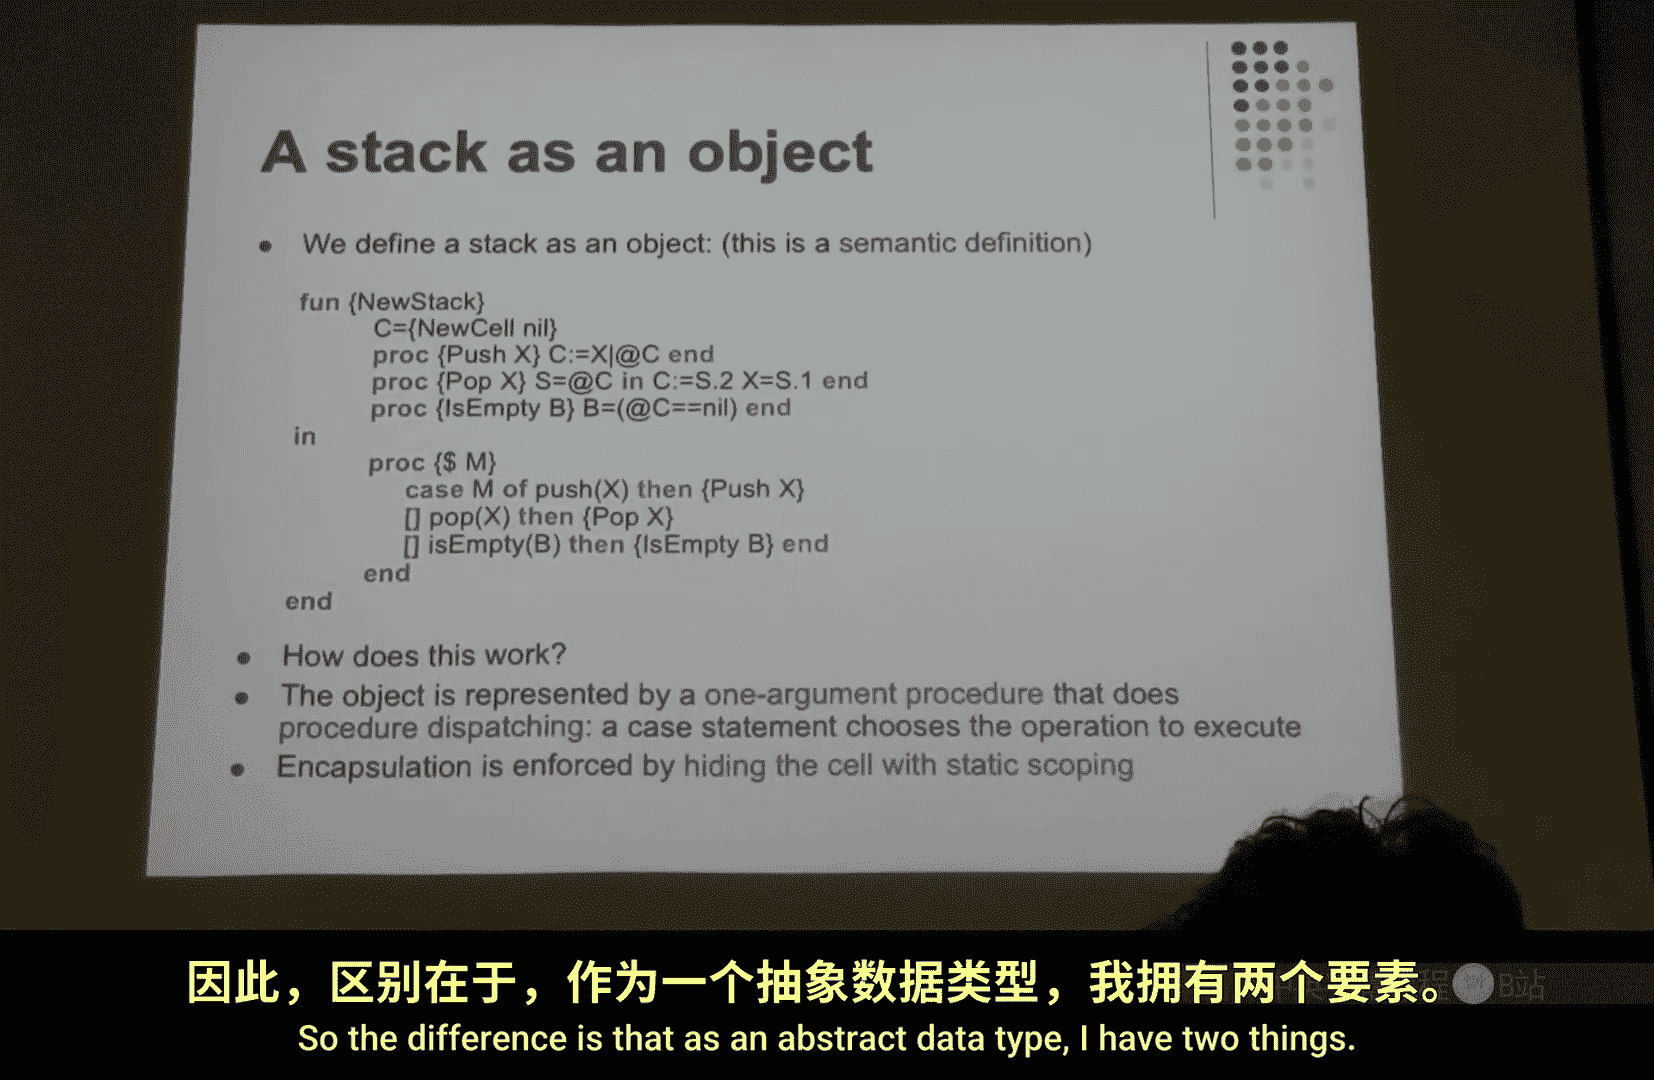 A stack as an object
We define a stack as an object: (this is a semantic definition)
fun {NewStack}
C={NewCell nil}
proc {Push X} C:=X|@C end
proc {Pop X} S=@C in C:=S.2 X=S.1 end
proc {IsEmpty B} B=(@C==nil) end
in
proc {$ M}
case M of push(X) then {Push X}
[] pop(X) then {Pop X}
[] isEmpty(B) then {IsEmpty B} end
end
end
How does this work?
The object is represented by a one-argument procedure that does
procedure dispatching: a case statement chooses the operation to execute
Encapsulation is enforced by hiding the cell with static scoping
因此，区别在于，作为一个抽象数据类型，我拥有两个要素。
程 B站
So the difference is that as an abstract data type, I have two things.